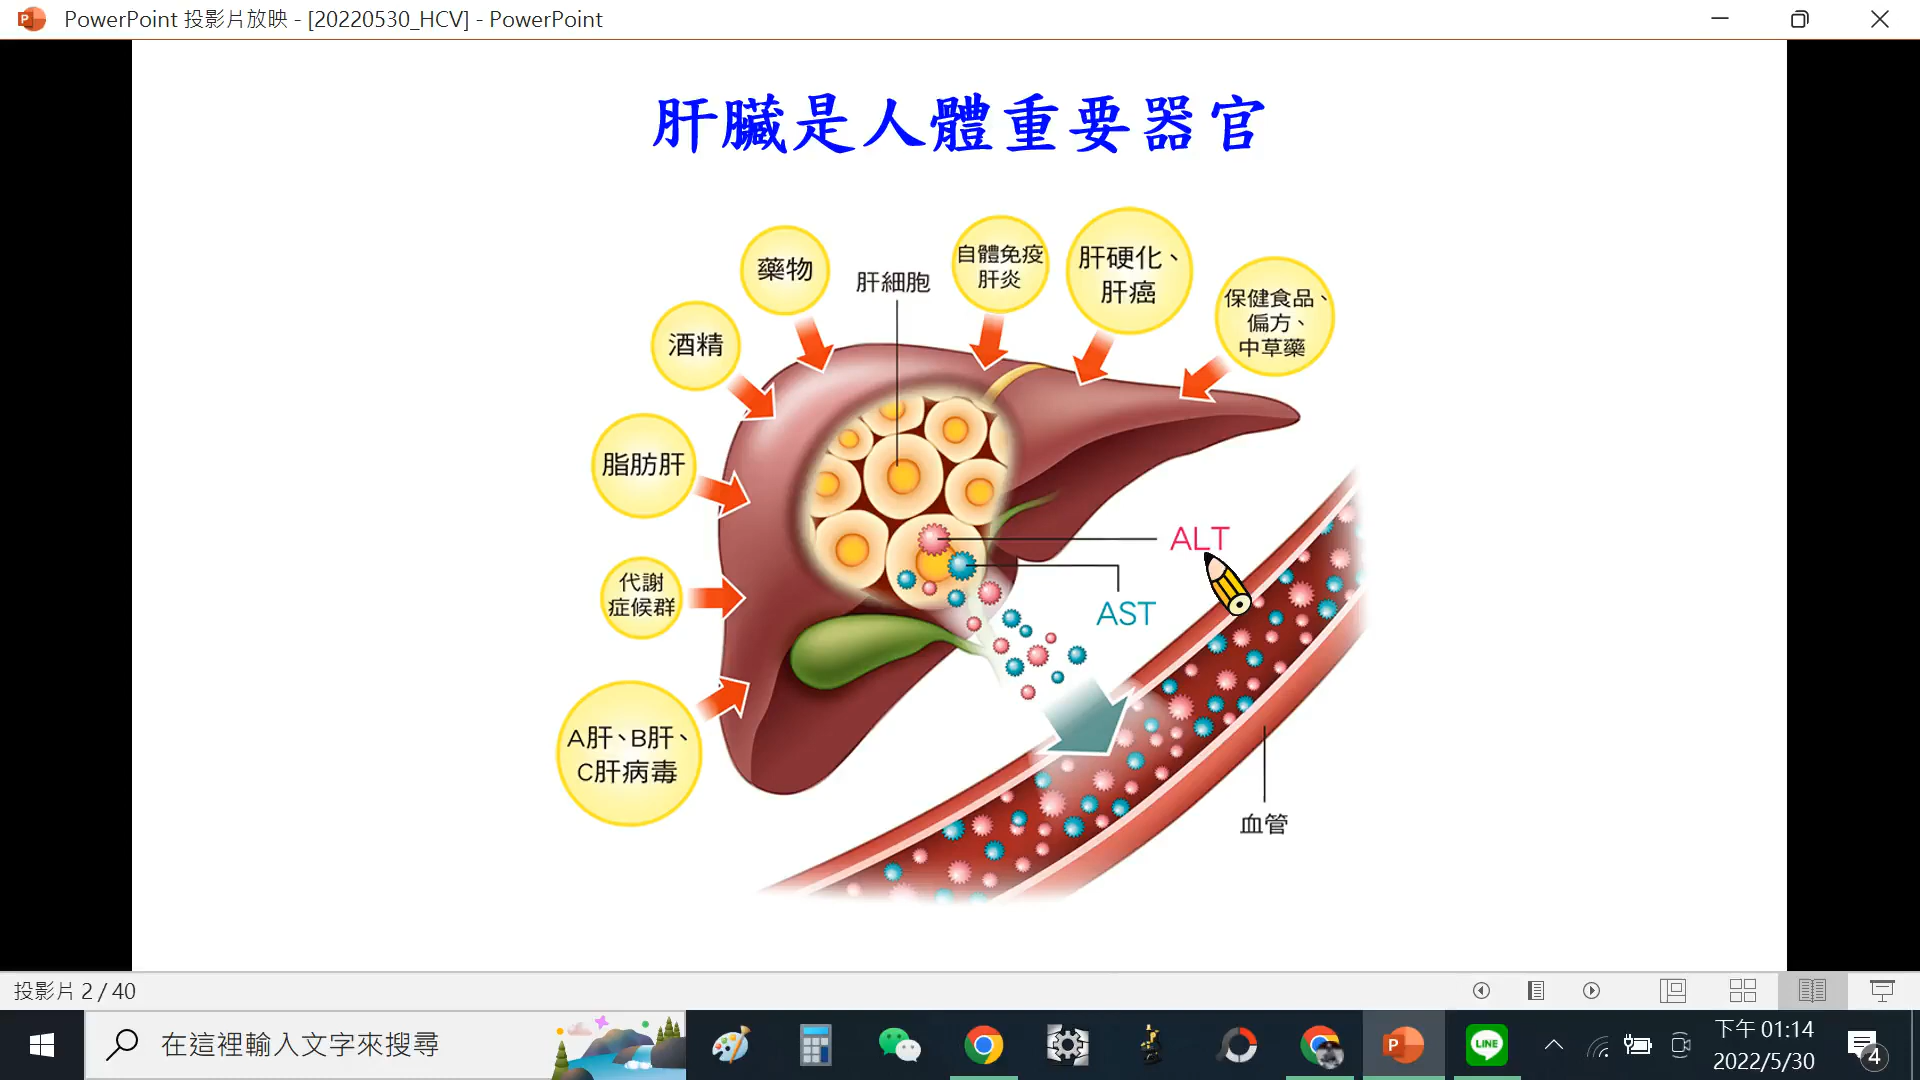 PowerPoint 投影片放映 - [20220530_HCV] - PowerPoint
肝臟是人體重要器官
藥物
肝細胞
自體免疫
肝炎
肝硬化、
肝癌
保健食品、
偏方、
中草藥
酒精
脂肪肝
代謝
症候群
A肝、B肝、
C肝病毒
ALT
AST
血管
投影片 2 / 40
在這裡輸入文字來搜尋
P
LINE
下午 01:14
2022/5/30
4